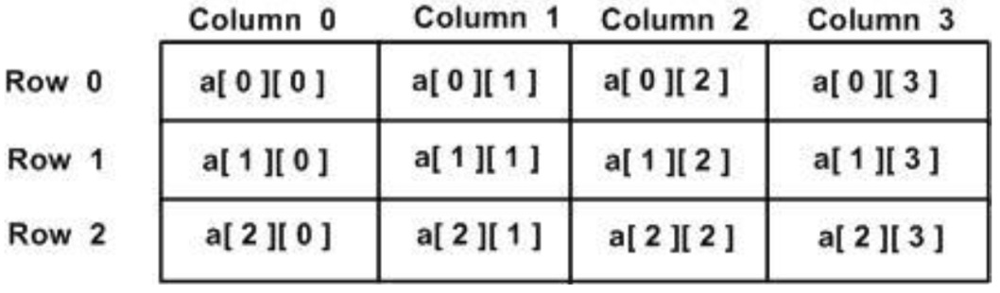 Column 0 Column 1 Column 2 Column 3
Row 0 a[ 0 ][ 0 ] a[ 0 ][ 1 ] a[ 0 ][ 2 ] a[ 0 ][ 3 ]
Row 1 a[ 1 ][ 0 ] a[ 1 ][ 1 ] a[ 1 ][ 2 ] a[ 1 ][ 3 ]
Row 2 a[ 2 ][ 0 ] a[ 2 ][ 1 ] a[ 2 ][ 2 ] a[ 2 ][ 3 ]